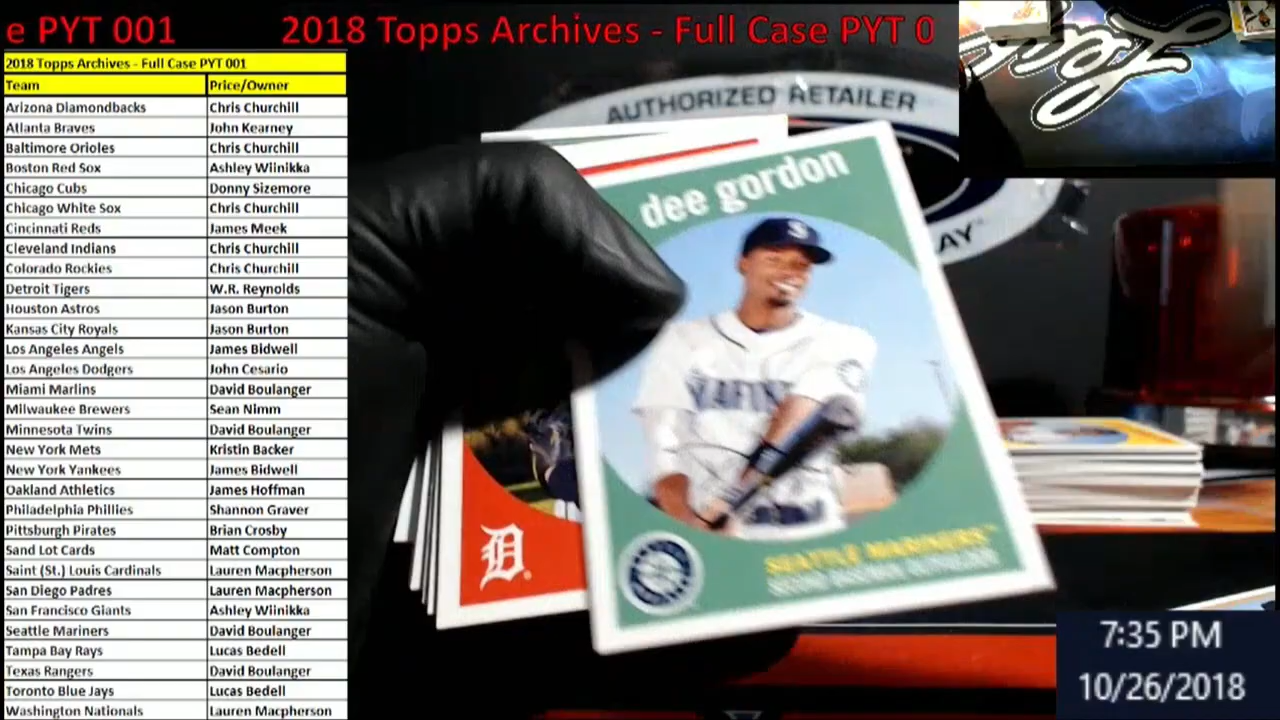 e PYT 001 2018 Topps Archives - Full Case PYT 0
2018 Topps Archives - Full Case PYT 001
Team Price/Owner
Arizona Diamondbacks Chris Churchill
Atlanta Braves John Kearney
Baltimore Orioles Chris Churchill
Boston Red Sox Ashley Wiinikka
Chicago Cubs Donny Sizemore
Chicago White Sox Chris Churchill
Cincinnati Reds James Meek
Cleveland Indians Chris Churchill
Colorado Rockies Chris Churchill
Detroit Tigers W.R. Reynolds
Houston Astros Jason Burton
Kansas City Royals Jason Burton
Los Angeles Angels James Bidwell
Los Angeles Dodgers John Cesario
Miami Marlins David Boulanger
Milwaukee Brewers Sean Nimm
Minnesota Twins David Boulanger
New York Mets Kristin Backer
New York Yankees James Bidwell
Oakland Athletics James Hoffman
Philadelphia Phillies Shannon Graver
Pittsburgh Pirates Brian Crosby
Sand Lot Cards Matt Compton
Saint (St.) Louis Cardinals Lauren Macpherson
San Diego Padres Lauren Macpherson
San Francisco Giants Ashley Wiinikka
Seattle Mariners David Boulanger
Tampa Bay Rays Lucas Bedell
Texas Rangers David Boulanger
Toronto Blue Jays Lucas Bedell
Washington Nationals Lauren Macpherson
AUTHORIZED RETAILER
AY
dee gordon
S
D
SEATTLE MARINERS™
7:35 PM
10/26/2018